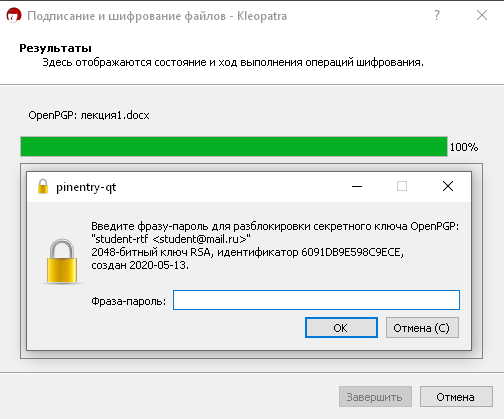 Подписание и шифрование файлов - Kleopatra
Результаты
Здесь отображаются состояние и ход выполнения операций шифрования.
OpenPGP: лекция1.docx
100%
pinentry-qt
Введите фразу-пароль для разблокировки секретного ключа OpenPGP:
"student-rtf <student@mail.ru>"
2048-битный ключ RSA, идентификатор 6091DB9E598C9ECE,
создан 2020-05-13.
Фраза-пароль:
OK
Отмена (C)
Завершить
Отмена